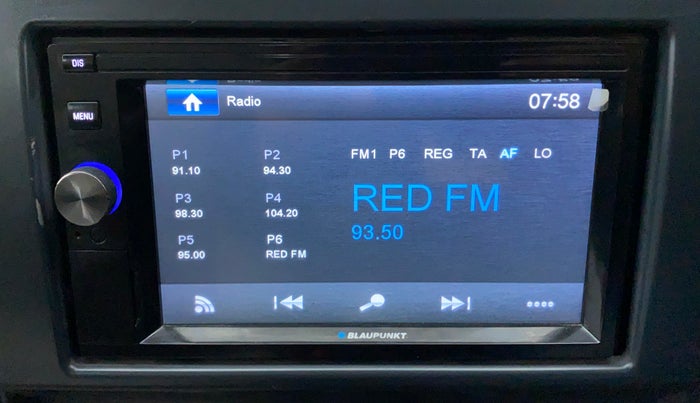 DIS
MENU
Radio
07:58
P1
91.10
P2
94.30
P3
98.30
P4
104.20
P5
95.00
P6
RED FM
FM1 P6 REG TA AF LO
RED FM
93.50
BLAUPUNKT